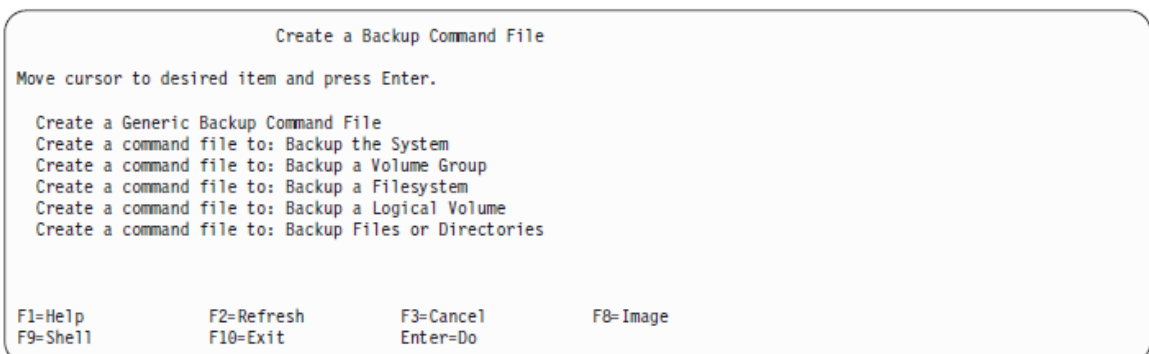 Create a Backup Command File
Move cursor to desired item and press Enter.
Create a Generic Backup Command File
Create a command file to: Backup the System
Create a command file to: Backup a Volume Group
Create a command file to: Backup a Filesystem
Create a command file to: Backup a Logical Volume
Create a command file to: Backup Files or Directories
F1=Help F2=Refresh F3=Cancel F8=Image
F9=Shell F10=Exit Enter=Do